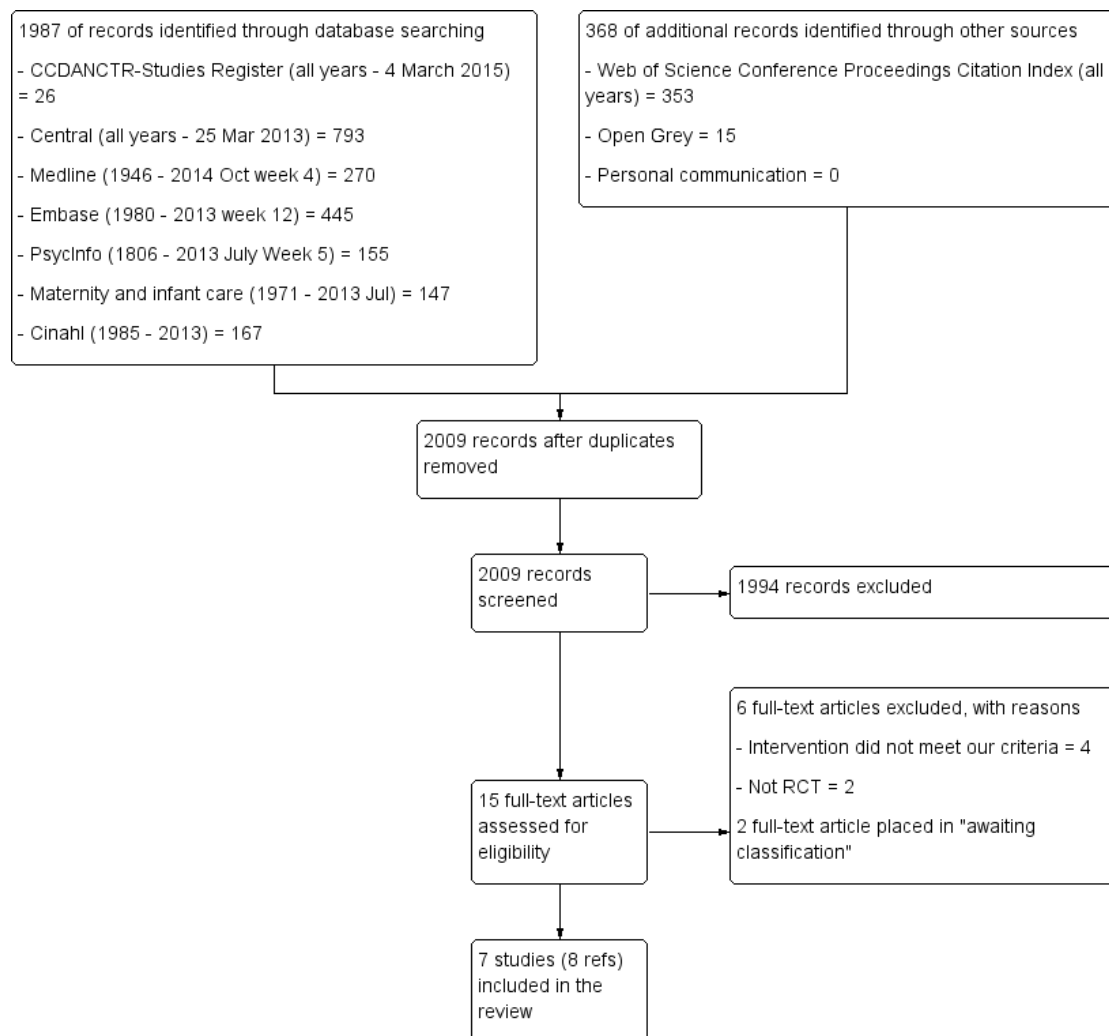 1987 of records identified through database searching
- CCDANCTR-Studies Register (all years - 4 March 2015)
= 26
- Central (all years - 25 Mar 2013) = 793
- Medline (1946 - 2014 Oct week 4) = 270
- Embase (1980 - 2013 week 12) = 445
- PsycInfo (1806 - 2013 July Week 5) = 155
- Maternity and infant care (1971 - 2013 Jul) = 147
- Cinahl (1985 - 2013) = 167
368 of additional records identified through other sources
- Web of Science Conference Proceedings Citation Index (all
years) = 353
- Open Grey = 15
- Personal communication = 0
2009 records after duplicates
removed
2009 records
screened
1994 records excluded
15 full-text articles
assessed for
eligibility
6 full-text articles excluded, with reasons
- Intervention did not meet our criteria = 4
- Not RCT = 2
2 full-text article placed in "awaiting
classification"
7 studies (8 refs)
included in the
review